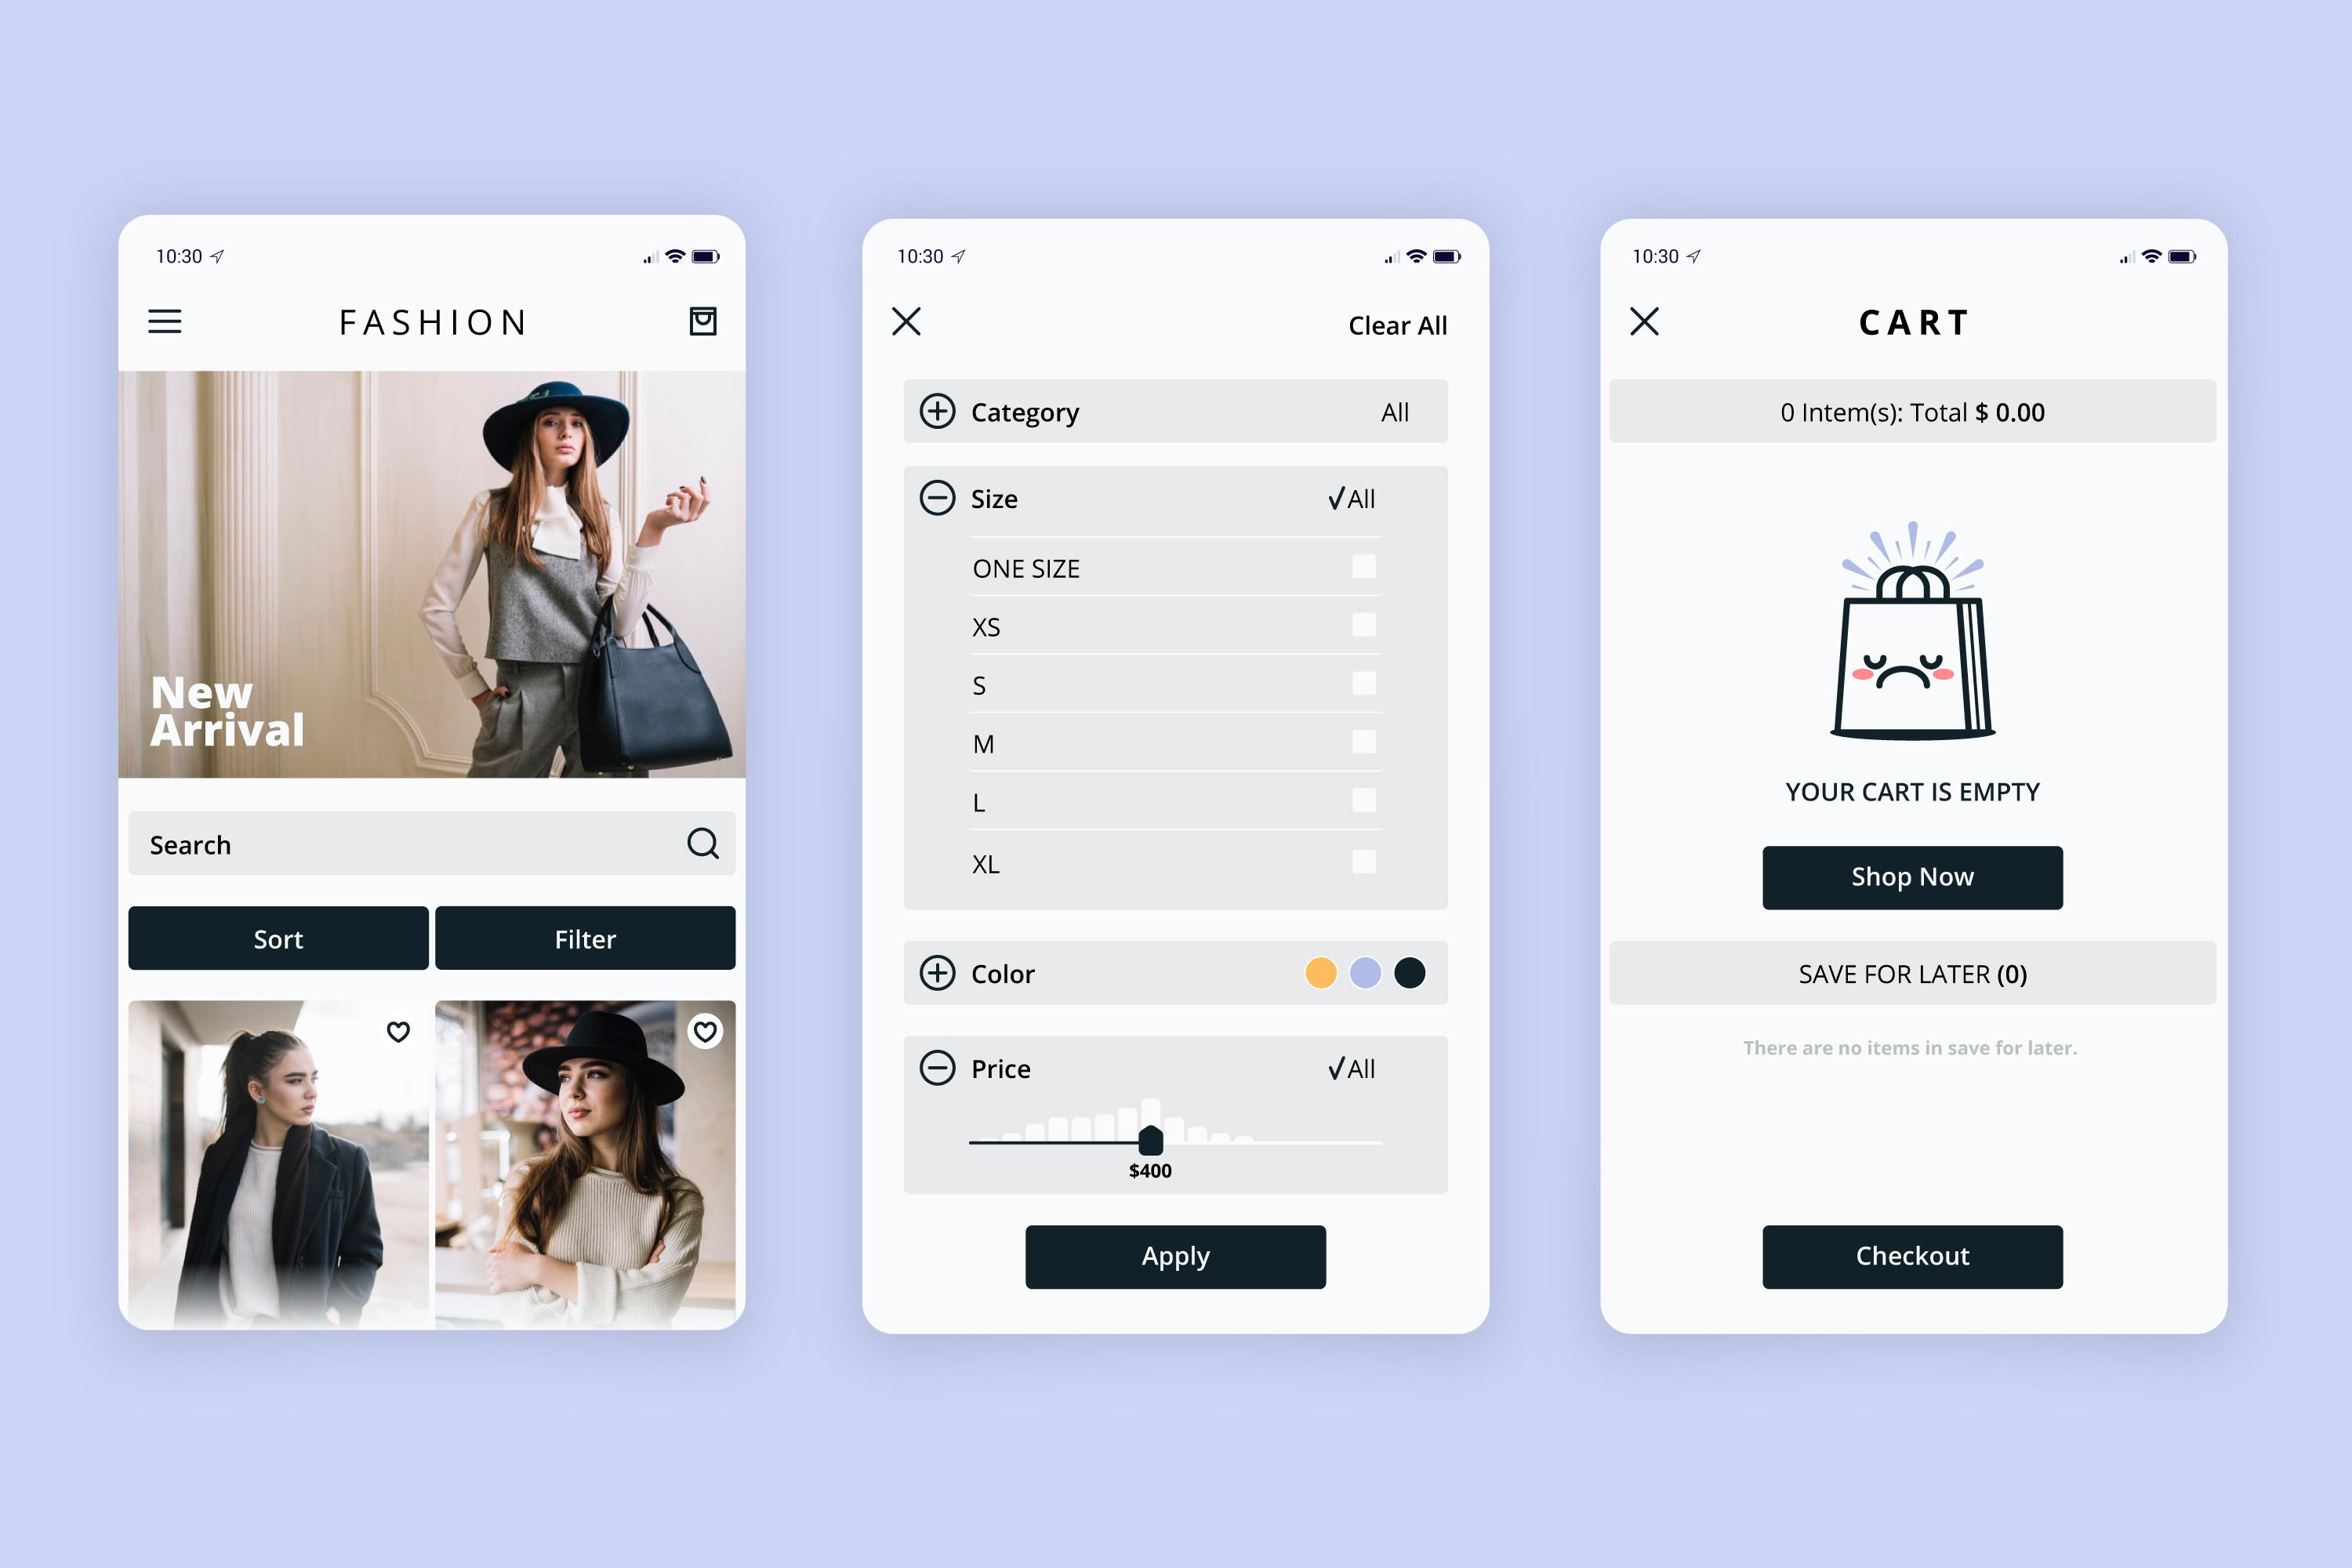 10:30
FASHION
New
Arrival
Search
Sort
Filter
10:30
Clear All
Category All
Size All
ONE SIZE
XS
S
M
L
XL
Color
Price All
$400
Apply
10:30
CART
0 Intem(s): Total $ 0.00
YOUR CART IS EMPTY
Shop Now
SAVE FOR LATER (0)
There are no items in save for later.
Checkout